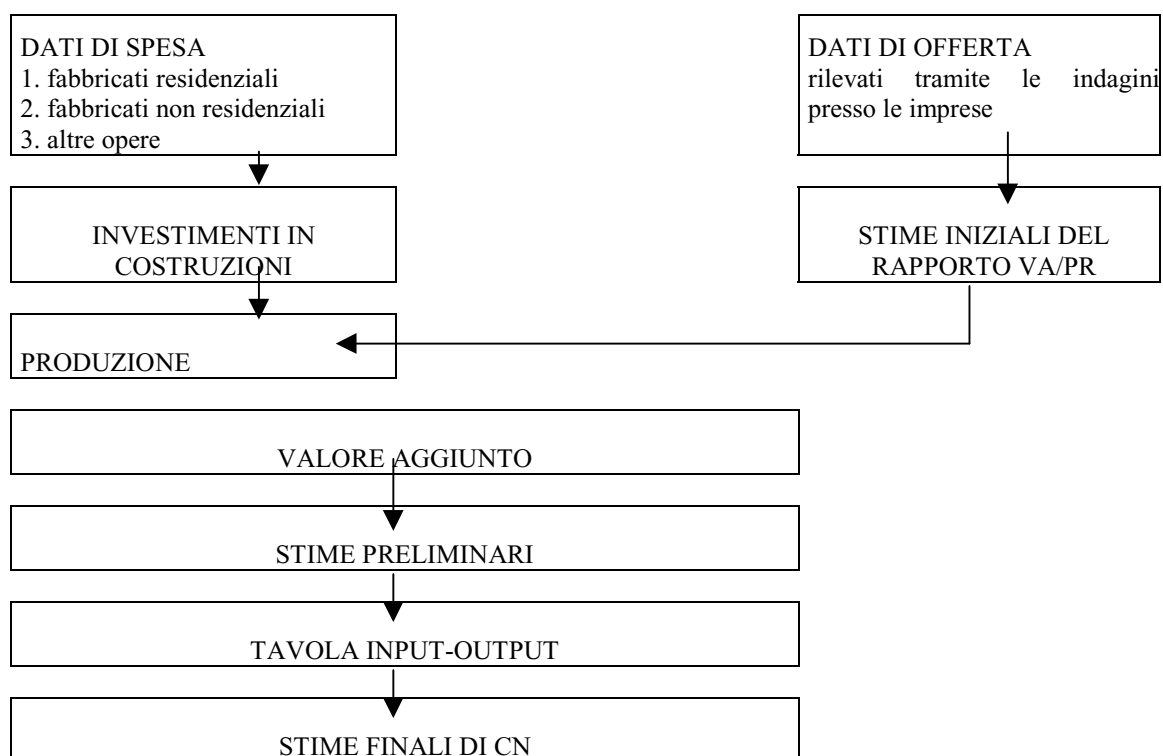 DATI DI SPESA
1. fabbricati residenziali
2. fabbricati non residenziali
3. altre opere
DATI DI OFFERTA
rilevati tramite le indagini
presso le imprese
INVESTIMENTI IN
COSTRUZIONI
STIME INIZIALI DEL
RAPPORTO VA/PR
PRODUZIONE
VALORE AGGIUNTO
STIME PRELIMINARI
TAVOLA INPUT-OUTPUT
STIME FINALI DI CN